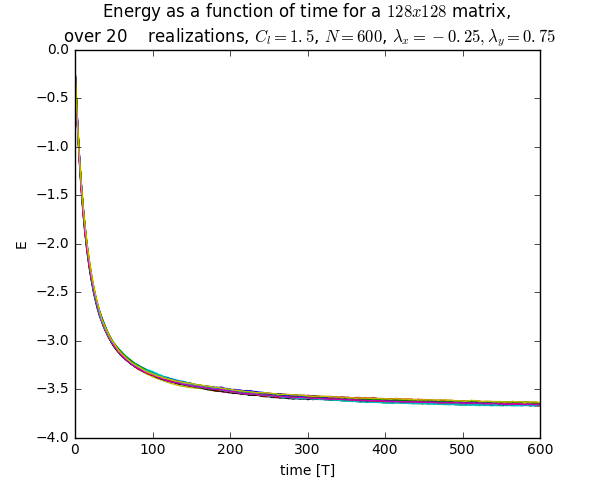 Energy as a function of time for a 128x128 matrix,
over 20 realizations, C_l = 1.5, N = 600, λ_x = −0.25, λ_y = 0.75
0.0
−0.5
−1.0
−1.5
−2.0
−2.5
−3.0
−3.5
−4.0
E
0 100 200 300 400 500 600
time [T]